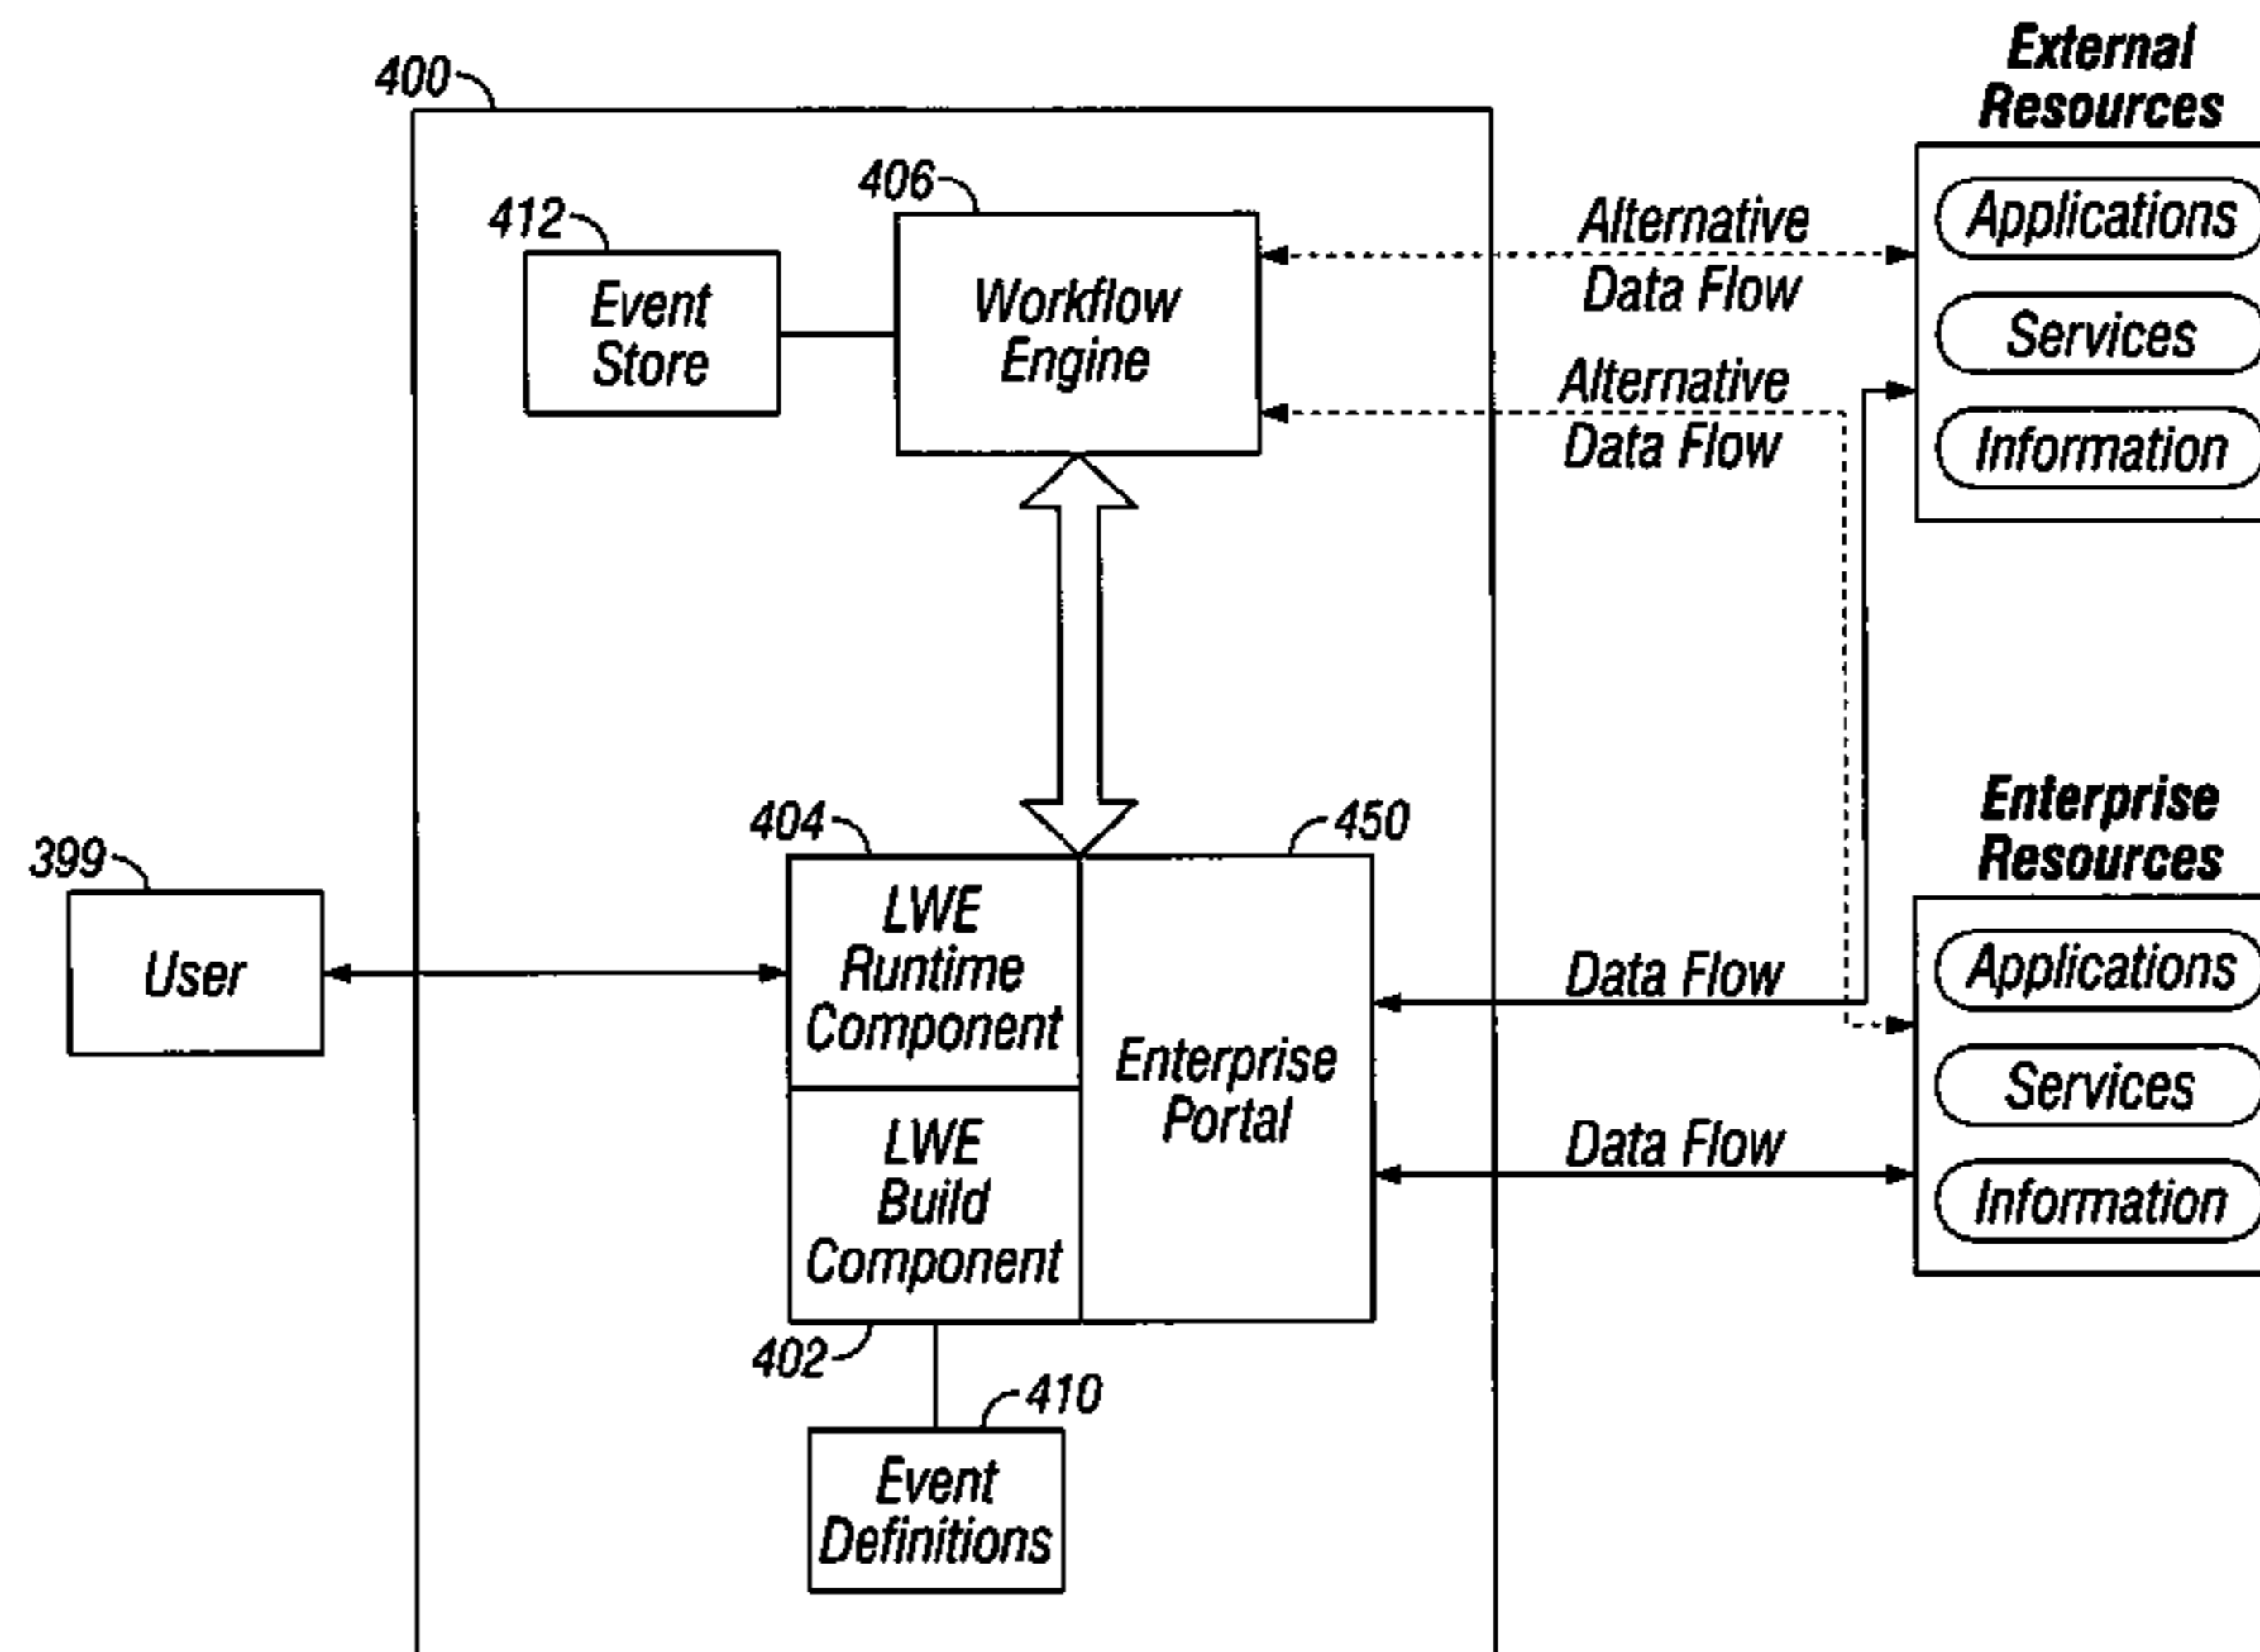 400
External
Resources
406
412
Alternative
Data Flow
Applications
Event
Store
Workflow
Engine
Services
Alternative
Data Flow
Information
404
450
Enterprise
Resources
399
User
LWE
Runtime
Component
Enterprise
Portal
Data Flow
Applications
LWE
Build
Component
Services
Data Flow
Information
402
410
Event
Definitions